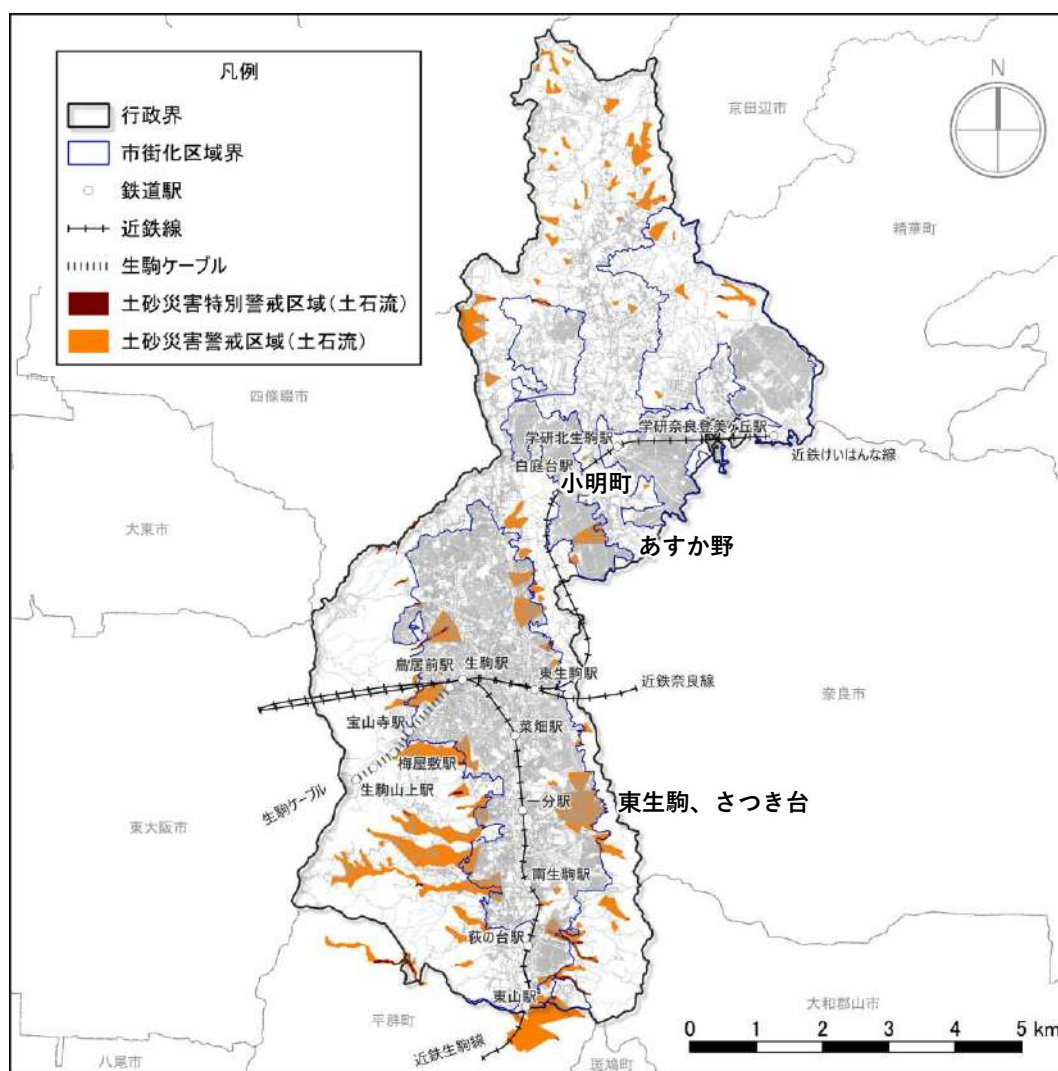 凡例
行政界
市街化区域界
鉄道駅
近鉄線
生駒ケーブル
土砂災害特別警戒区域(土石流)
土砂災害警戒区域(土石流)
N
京田辺市
精華町
四條畷市
学研北生駒駅
学研奈良登美ヶ丘駅
白庭台駅
近鉄けいはんな線
小明町
大東市
あすか野
鳥居前駅
生駒駅
東生駒駅
近鉄奈良線
奈良市
宝山寺駅
菜畑駅
梅屋敷駅
生駒山上駅
生駒ケーブル
一分駅
東生駒、さつき台
東大阪市
南生駒駅
萩の台駅
東山駅
平群町
大和郡山市
近鉄生駒線
八尾市
斑鳩町
0 1 2 3 4 5 km